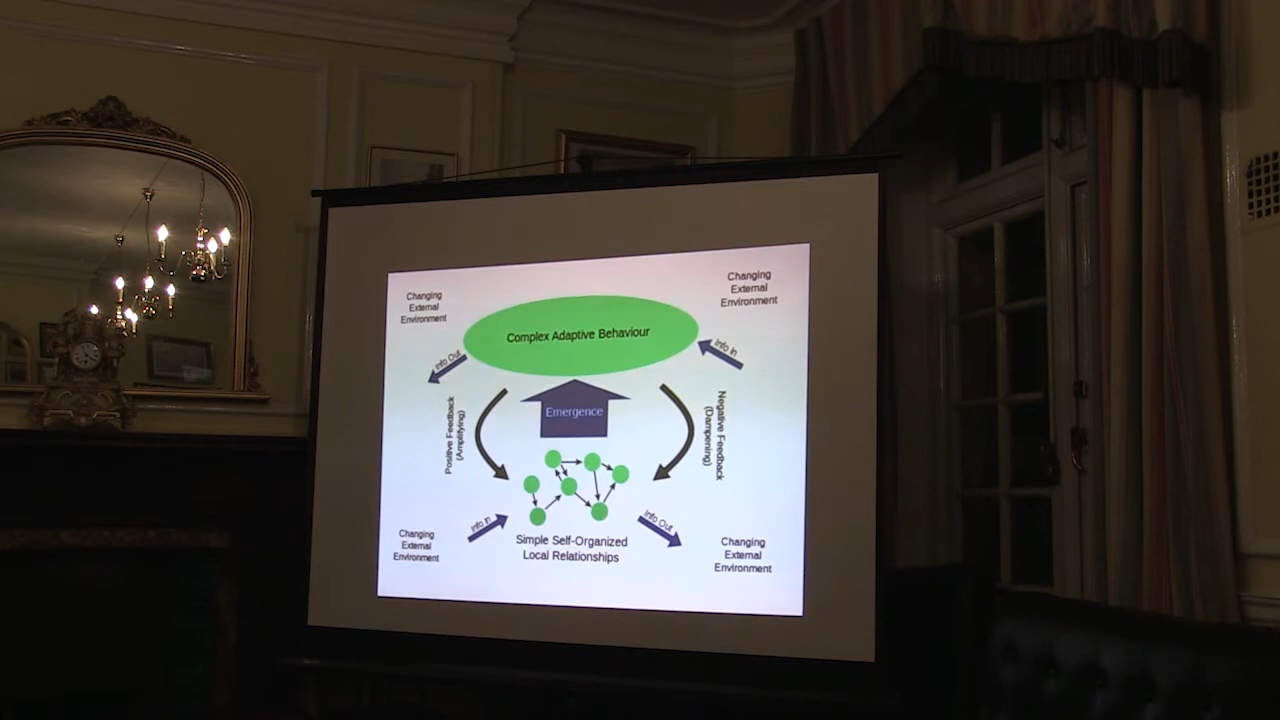 Changing
External
Environment
Changing
External
Environment
Complex Adaptive Behaviour
Info Out
Info In
Emergence
Positive Feedback
(Amplifying)
Negative Feedback
(Dampening)
Info In
Info Out
Simple Self-Organized
Local Relationships
Changing
External
Environment
Changing
External
Environment